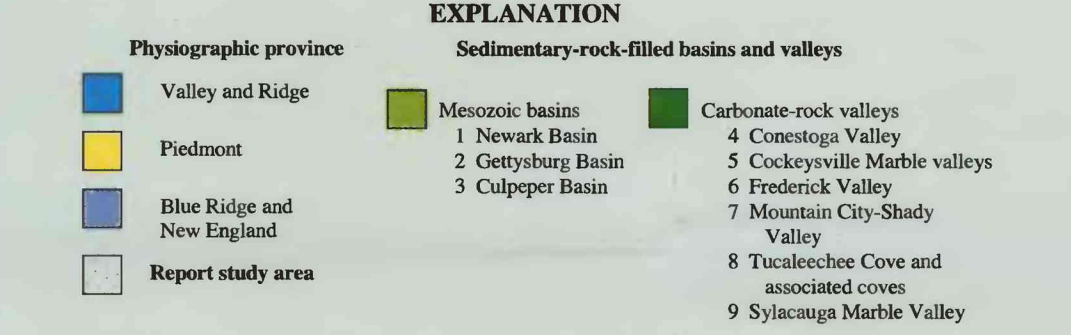 EXPLANATION
Physiographic province
Valley and Ridge
Piedmont
Blue Ridge and
New England
Report study area
Sedimentary-rock-filled basins and valleys
Mesozoic basins
1 Newark Basin
2 Gettysburg Basin
3 Culpeper Basin
Carbonate-rock valleys
4 Conestoga Valley
5 Cockeysville Marble valleys
6 Frederick Valley
7 Mountain City-Shady
Valley
8 Tucaleechee Cove and
associated coves
9 Sylacauga Marble Valley